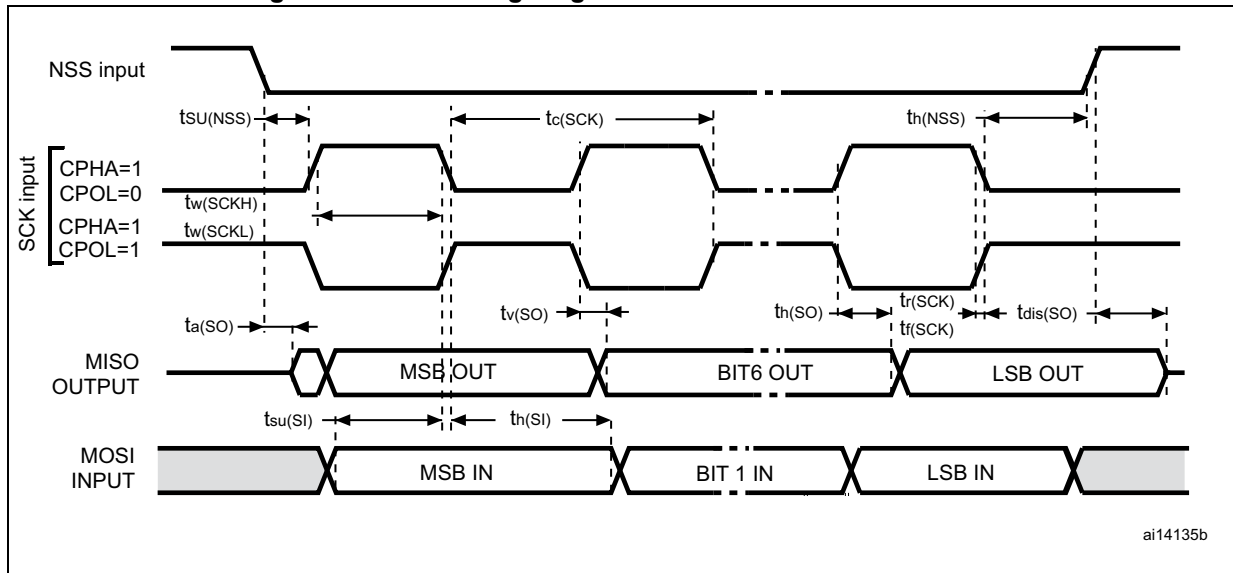 NSS input
tSU(NSS)
tc(SCK)
th(NSS)
SCK input
CPHA=1
CPOL=0
tw(SCKH)
CPHA=1
tw(SCKL)
CPOL=1
ta(SO)
tv(SO)
th(SO)
tr(SCK)
tf(SCK)
tdis(SO)
MISO
OUTPUT
MSB OUT
BIT6 OUT
LSB OUT
tsu(SI)
th(SI)
MOSI
INPUT
MSB IN
BIT 1 IN
LSB IN
ai14135b